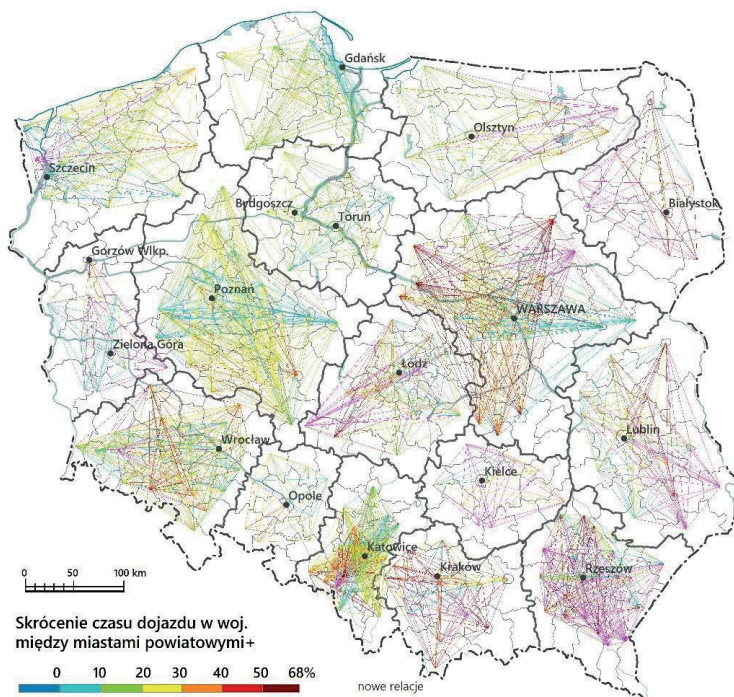 Gdańsk
Olsztyn
Szczecin
Białystok
Bydgoszcz
Toruń
Gorzów Wlkp.
Poznań
WARSZAWA
Zielona Góra
Łódź
Lublin
Wrocław
Kielce
Opole
Katowice
Kraków
Rzeszów
0 50 100 km
Skrócenie czasu dojazdu w woj.
między miastami powiatowymi+
0 10 20 30 40 50 68%
nowe relacje